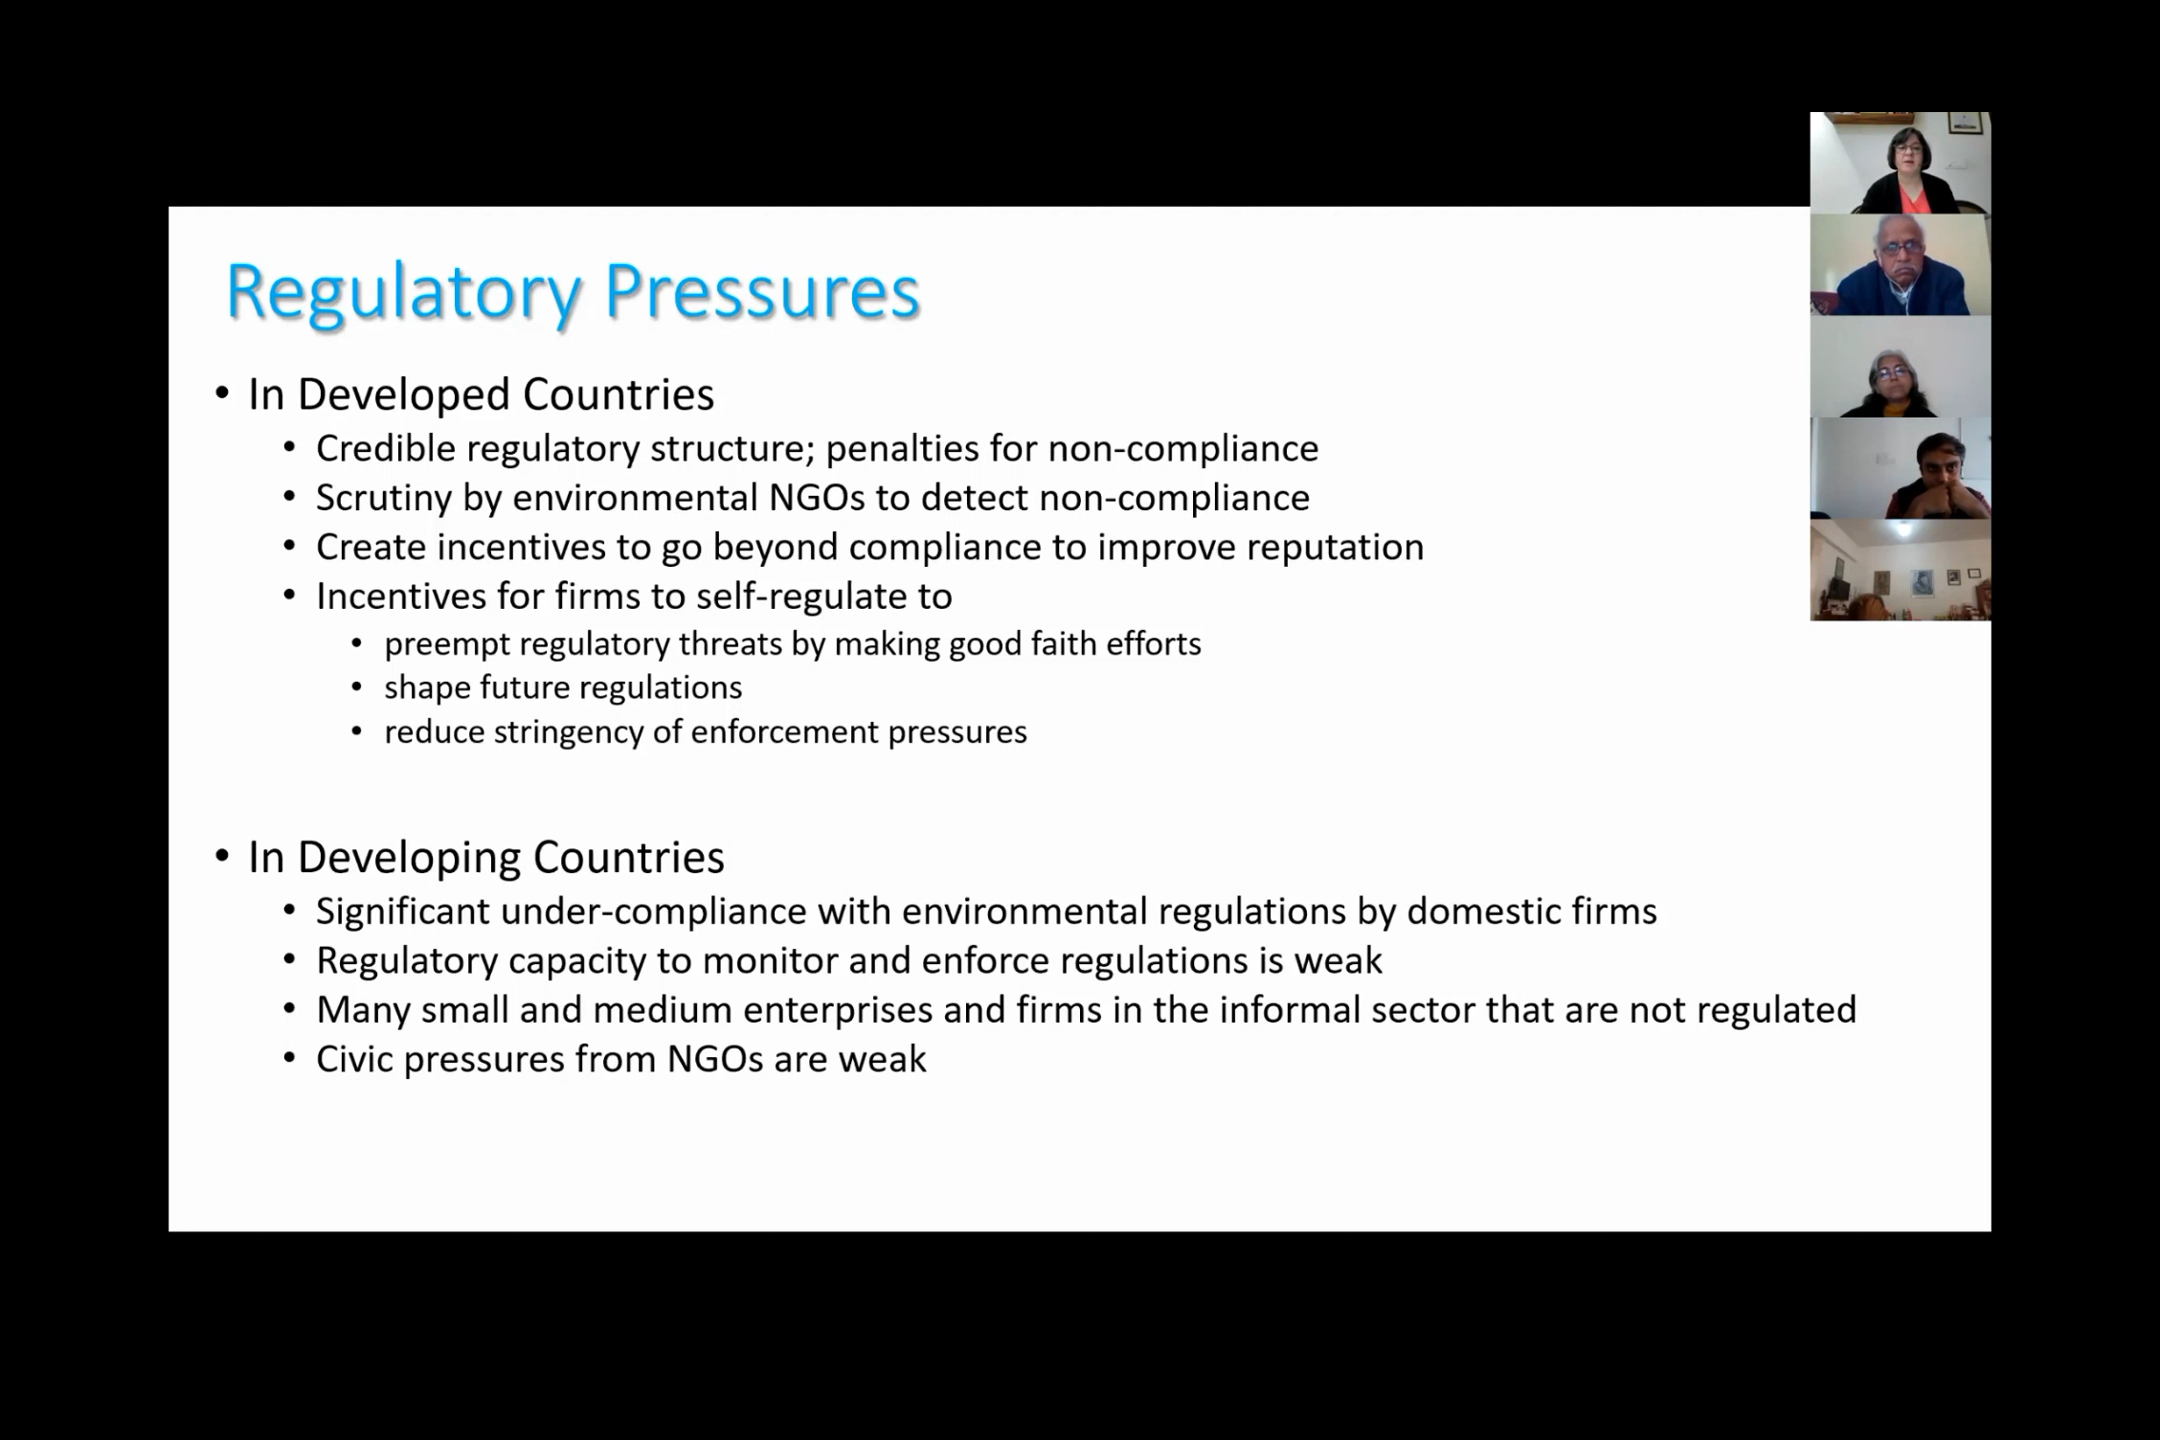 Regulatory Pressures
• In Developed Countries
• Credible regulatory structure; penalties for non-compliance
• Scrutiny by environmental NGOs to detect non-compliance
• Create incentives to go beyond compliance to improve reputation
• Incentives for firms to self-regulate to
• preempt regulatory threats by making good faith efforts
• shape future regulations
• reduce stringency of enforcement pressures
• In Developing Countries
• Significant under-compliance with environmental regulations by domestic firms
• Regulatory capacity to monitor and enforce regulations is weak
• Many small and medium enterprises and firms in the informal sector that are not regulated
• Civic pressures from NGOs are weak